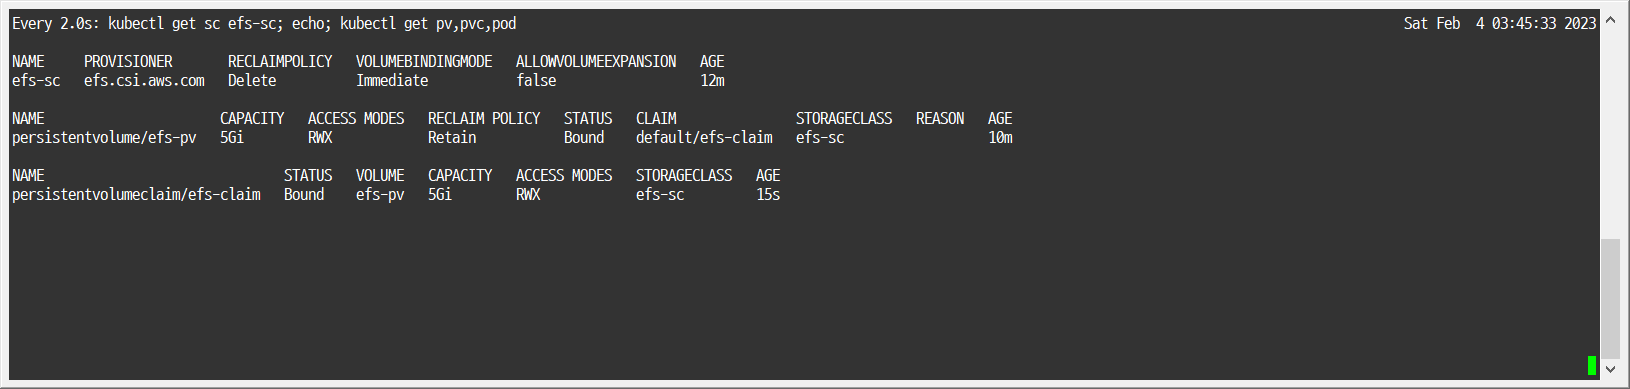 Every 2.0s: kubectl get sc efs-sc; echo; kubectl get pv,pvc,pod Sat Feb  4 03:45:33 2023
NAME     PROVISIONER       RECLAIMPOLICY   VOLUMEBINDINGMODE   ALLOWVOLUMEEXPANSION   AGE
efs-sc   efs.csi.aws.com   Delete          Immediate           false                  12m
NAME                      CAPACITY   ACCESS MODES   RECLAIM POLICY   STATUS   CLAIM               STORAGECLASS   REASON   AGE
persistentvolume/efs-pv   5Gi        RWX            Retain           Bound    default/efs-claim   efs-sc                  10m
NAME                              STATUS   VOLUME   CAPACITY   ACCESS MODES   STORAGECLASS   AGE
persistentvolumeclaim/efs-claim   Bound    efs-pv   5Gi        RWX            efs-sc         15s